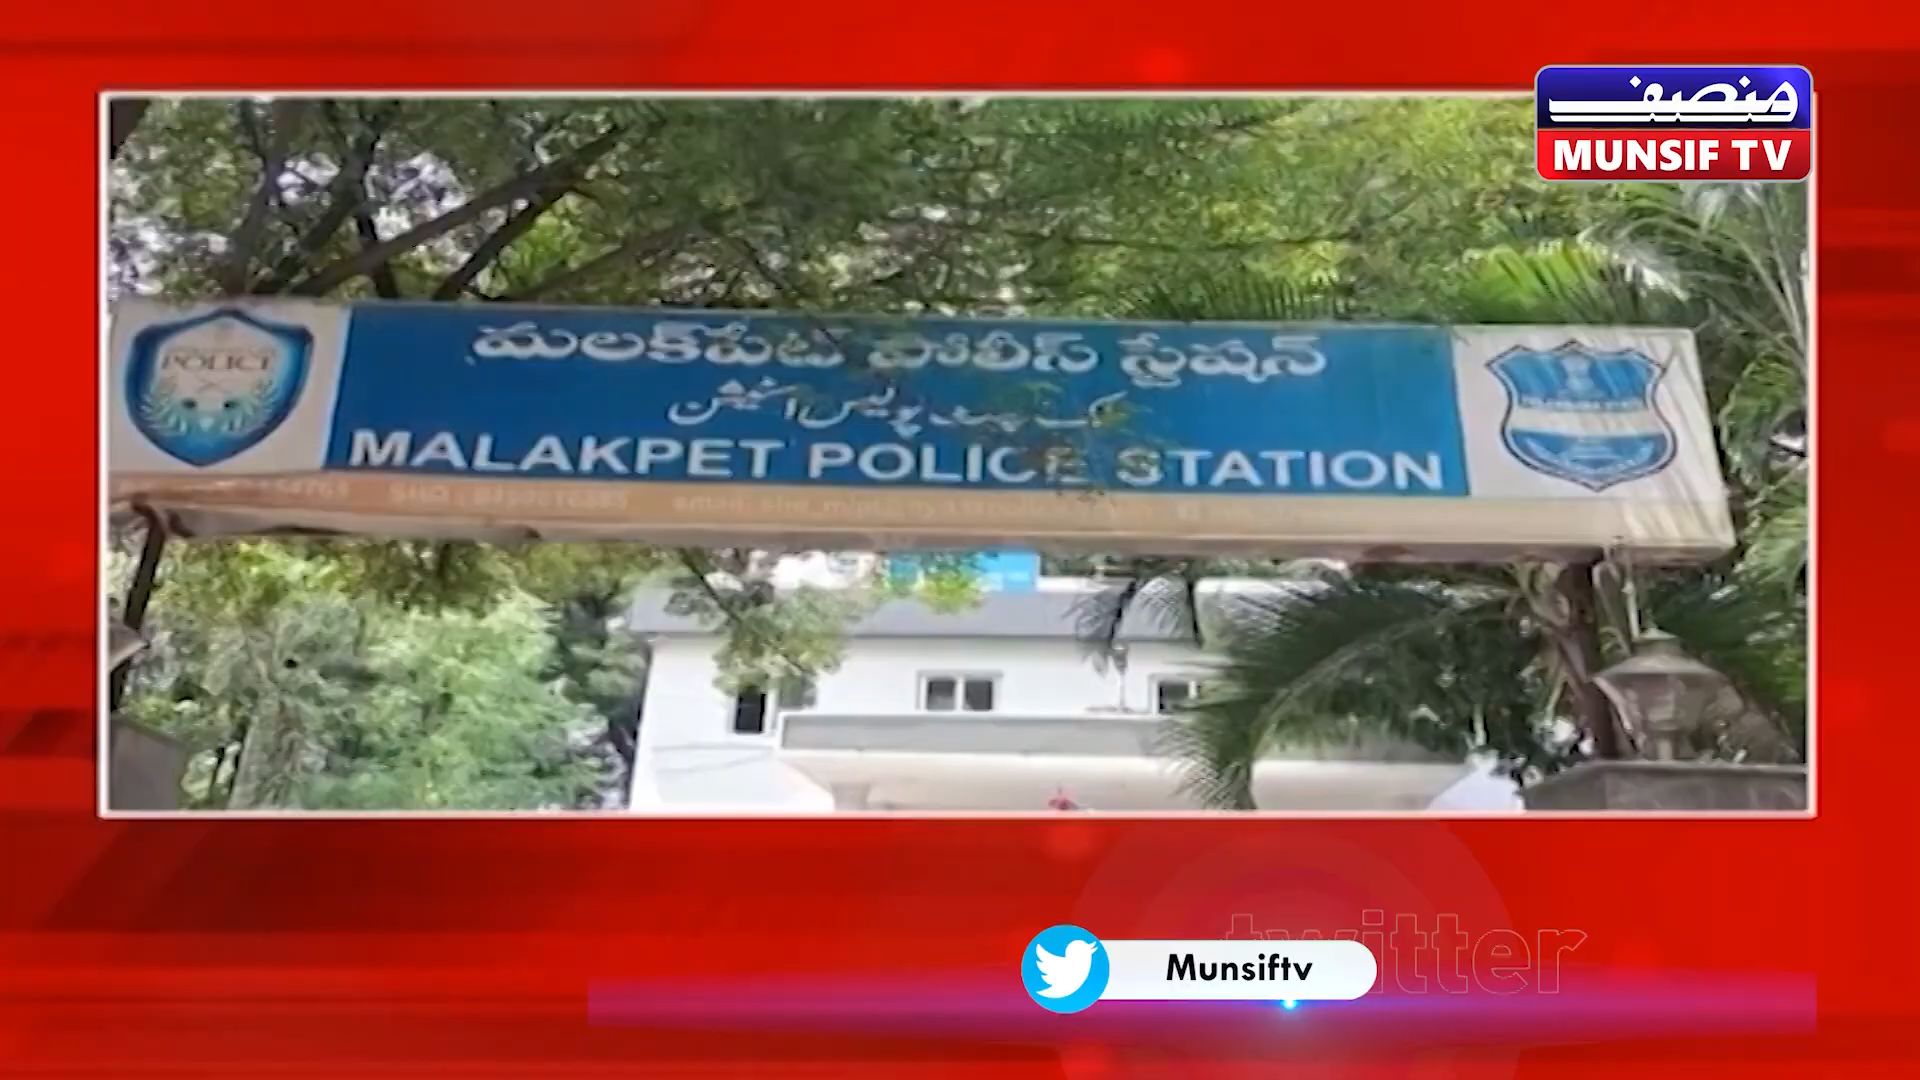 منصف
MUNSIF TV
POLICE
మలక్‌పేట పోలీస్ స్టేషన్
ملک پیٹ پولیس اسٹیشن
MALAKPET POLICE STATION
twitter
Munsiftv